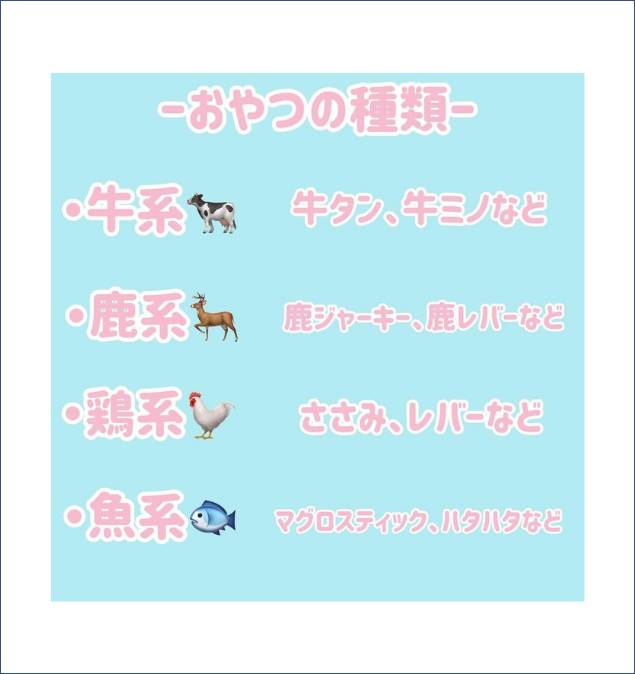 -おやつの種類-
・牛系🐄 牛タン、牛ミノなど
・鹿系🦌 鹿ジャーキー、鹿レバーなど
・鶏系🐓 ささみ、レバーなど
・魚系🐟 マグロスティック、ハタハタなど